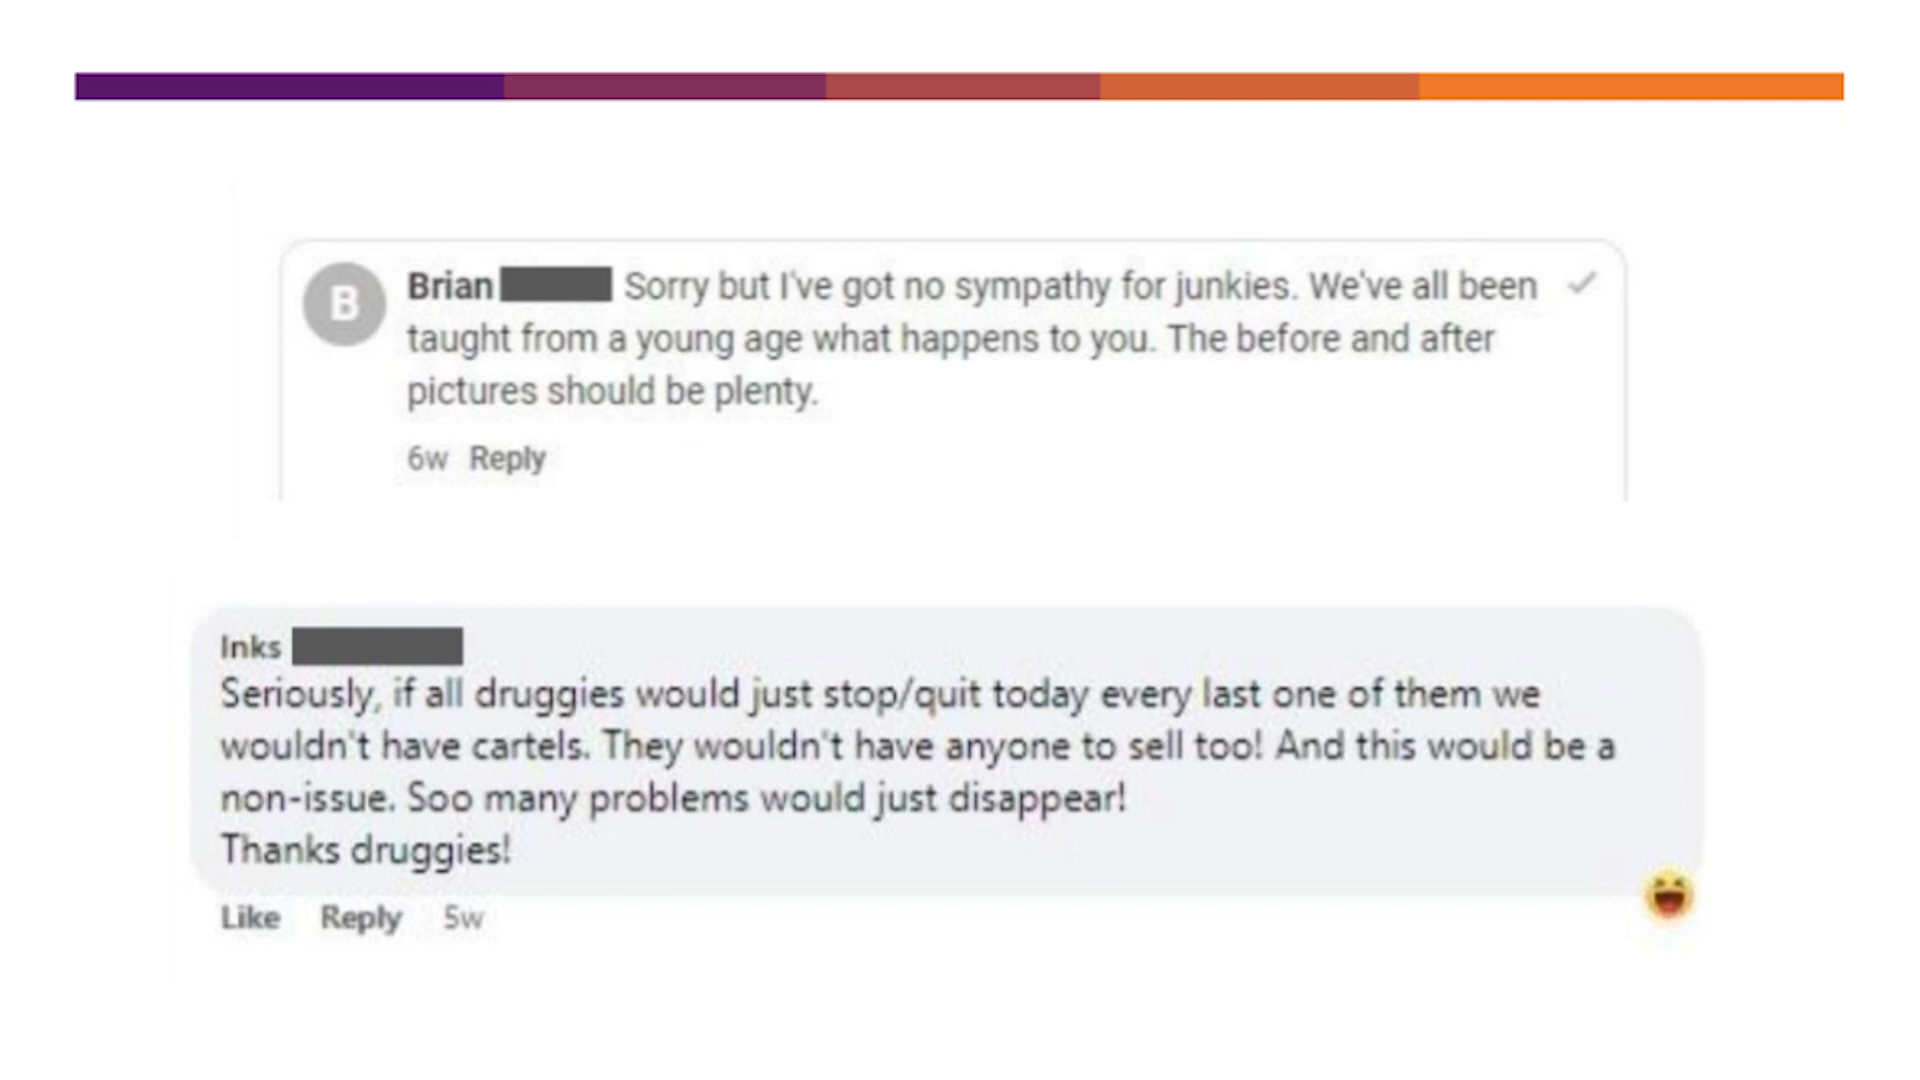 B
Brian Sorry but I've got no sympathy for junkies. We've all been
taught from a young age what happens to you. The before and after
pictures should be plenty.
6w Reply
Inks
Seriously, if all druggies would just stop/quit today every last one of them we
wouldn't have cartels. They wouldn't have anyone to sell too! And this would be a
non-issue. Soo many problems would just disappear!
Thanks druggies!
Like Reply 5w